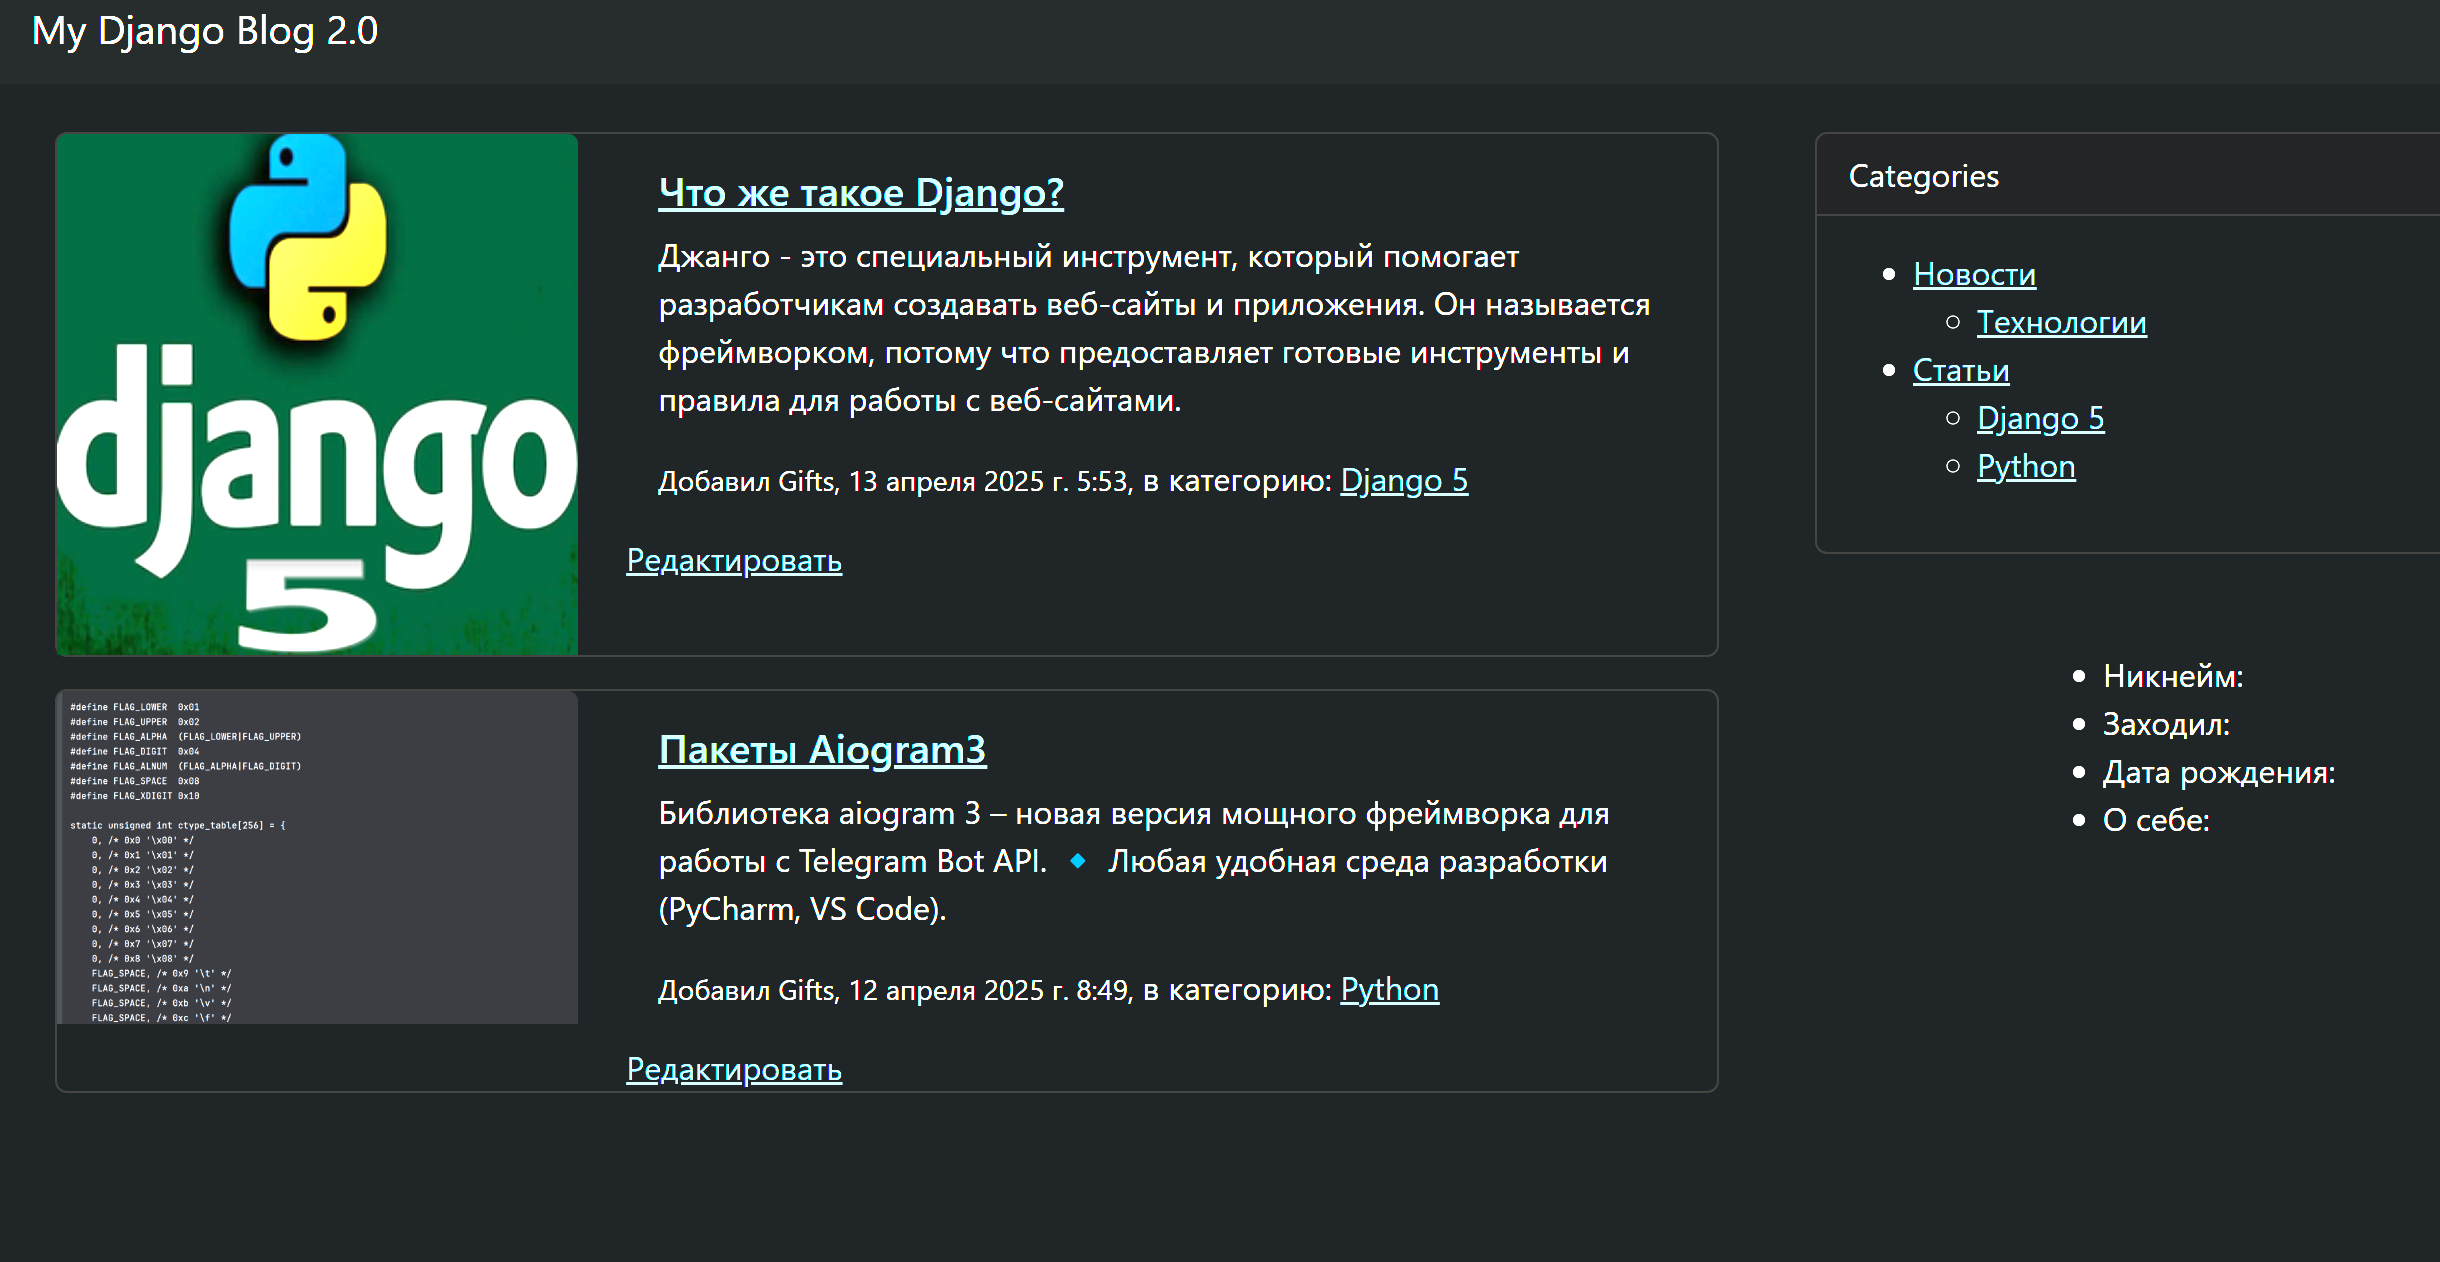 My Django Blog 2.0
django
5
Что же такое Django?
Джанго - это специальный инструмент, который помогает
разработчикам создавать веб-сайты и приложения. Он называется
фреймворком, потому что предоставляет готовые инструменты и
правила для работы с веб-сайтами.
Добавил Gifts, 13 апреля 2025 г. 5:53, в категорию: Django 5
Редактировать
#define FLAG_LOWER 0x01
#define FLAG_UPPER 0x02
#define FLAG_ALPHA (FLAG_LOWER|FLAG_UPPER)
#define FLAG_DIGIT 0x04
#define FLAG_ALNUM (FLAG_ALPHA|FLAG_DIGIT)
#define FLAG_SPACE 0x08
#define FLAG_XDIGIT 0x10
static unsigned int ctype_table[256] = {
0, /* 0x0 '\x00' */
0, /* 0x1 '\x01' */
0, /* 0x2 '\x02' */
0, /* 0x3 '\x03' */
0, /* 0x4 '\x04' */
0, /* 0x5 '\x05' */
0, /* 0x6 '\x06' */
0, /* 0x7 '\x07' */
0, /* 0x8 '\x08' */
FLAG_SPACE, /* 0x9 '\t' */
FLAG_SPACE, /* 0xa '\n' */
FLAG_SPACE, /* 0xb '\v' */
FLAG_SPACE, /* 0xc '\f' */
Пакеты Aiogram3
Библиотека aiogram 3 – новая версия мощного фреймворка для
работы с Telegram Bot API. 🔹 Любая удобная среда разработки
(PyCharm, VS Code).
Добавил Gifts, 12 апреля 2025 г. 8:49, в категорию: Python
Редактировать
Categories
Новости
Технологии
Статьи
Django 5
Python
Никнейм:
Заходил:
Дата рождения:
О себе: